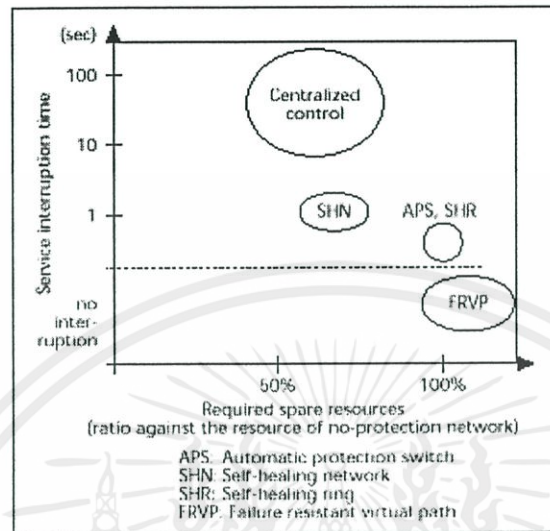 (sec)
100
10
1
no
inter-
ruption
Service interruption time
Centralized
control
SHN
APS, SHR
FRVP
50%
100%
Required spare resources
(ratio against the resource of no-protection network)
APS: Automatic protection switch
SHN: Self-healing network
SHR: Self-healing ring
FRVP: Failure resistant virtual path